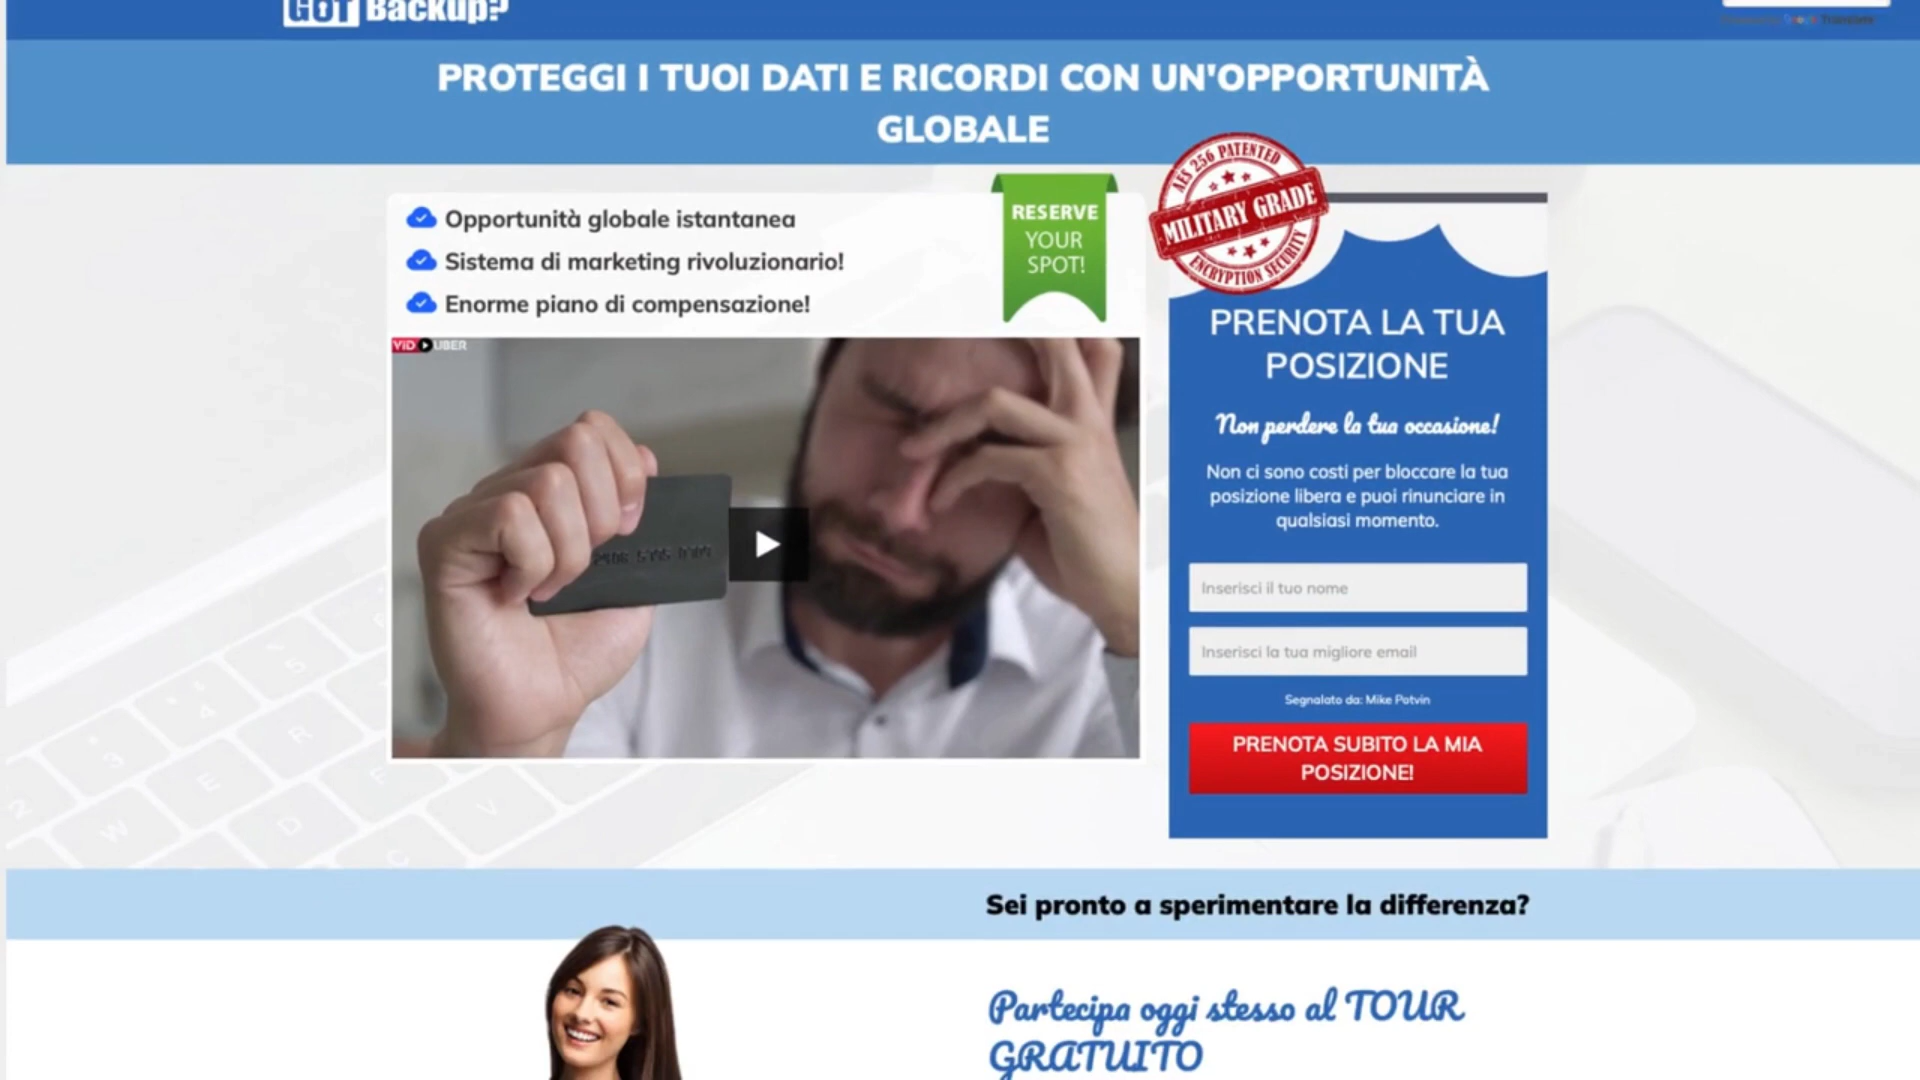 GOT Backup?
Translate
PROTEGGI I TUOI DATI E RICORDI CON UN'OPPORTUNITÀ
GLOBALE
Opportunità globale istantanea
Sistema di marketing rivoluzionario!
Enorme piano di compensazione!
RESERVE
YOUR
SPOT!
AES 256 PATENTED
MILITARY GRADE
ENCRYPTION SECURITY
VID UBER
PRENOTA LA TUA
POSIZIONE
Non perdere la tua occasione!
Non ci sono costi per bloccare la tua
posizione libera e puoi rinunciare in
qualsiasi momento.
Inserisci il tuo nome
Inserisci la tua migliore email
Segnalato da: Mike Potvin
PRENOTA SUBITO LA MIA
POSIZIONE!
Sei pronto a sperimentare la differenza?
Partecipa oggi stesso al TOUR
GRATUITO